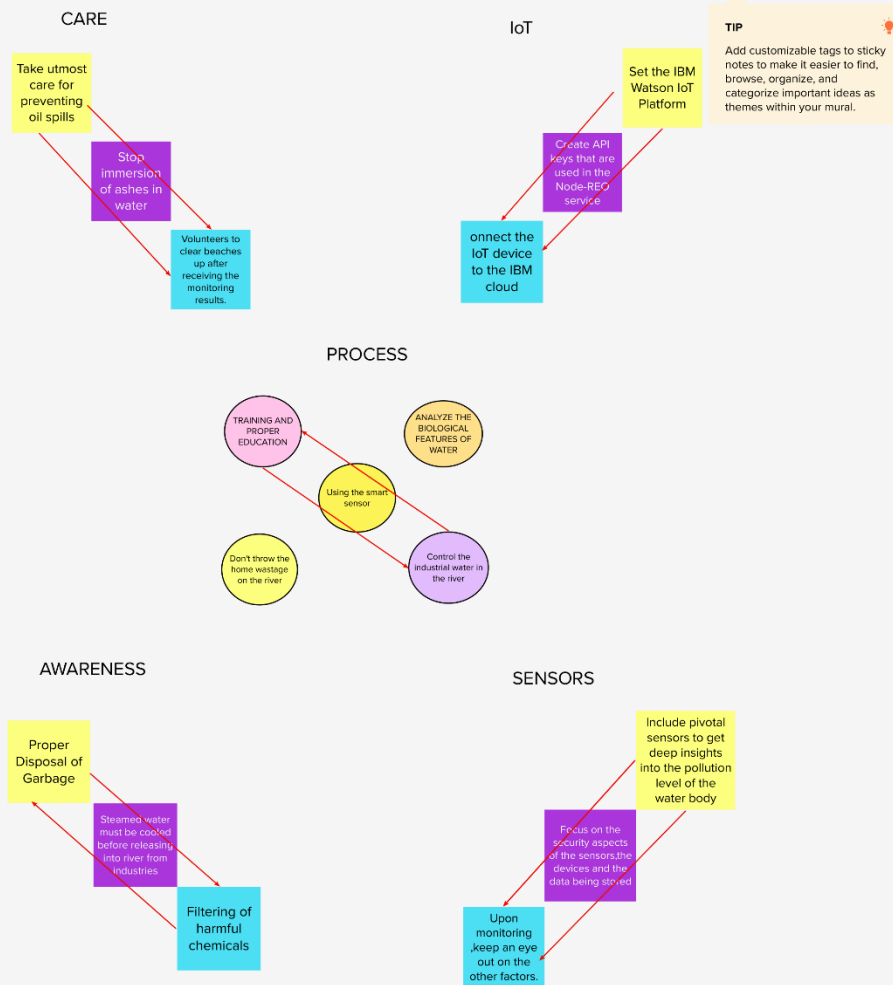 CARE
Take utmost
care for
preventing
oil spills
Stop
immersion
of ashes in
water
Volunteers to
clear beaches
up after
receiving the
monitoring
results.
IoT
Set the IBM
Watson IoT
Platform
Create API
keys that are
used in the
Node-REO
service
onnect the
IoT device
to the IBM
cloud
TIP
Add customizable tags to sticky
notes to make it easier to find,
browse, organize, and
categorize important ideas as
themes within your mural.
PROCESS
TRAINING AND
PROPER
EDUCATION
ANALYZE THE
BIOLOGICAL
FEATURES OF
WATER
Using the smart
sensor
Don't throw the
home wastage
on the river
Control the
industrial water in
the river
AWARENESS
Proper
Disposal of
Garbage
Steamed water
must be cooled
before releasing
into river from
industries
Filtering of
harmful
chemicals
SENSORS
Include pivotal
sensors to get
deep insights
into the pollution
level of the
water body
Focus on the
security aspects
of the sensors,the
devices and the
data being stored
Upon
monitoring
,keep an eye
out on the
other factors.